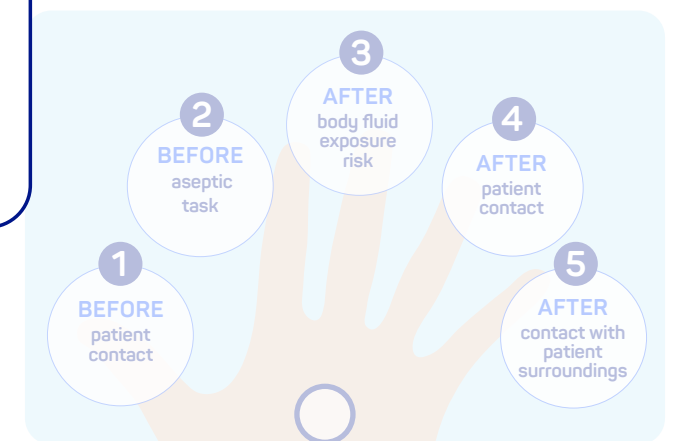 1
BEFORE
patient
contact
2
BEFORE
aseptic
task
3
AFTER
body fluid
exposure
risk
4
AFTER
patient
contact
5
AFTER
contact with
patient
surroundings